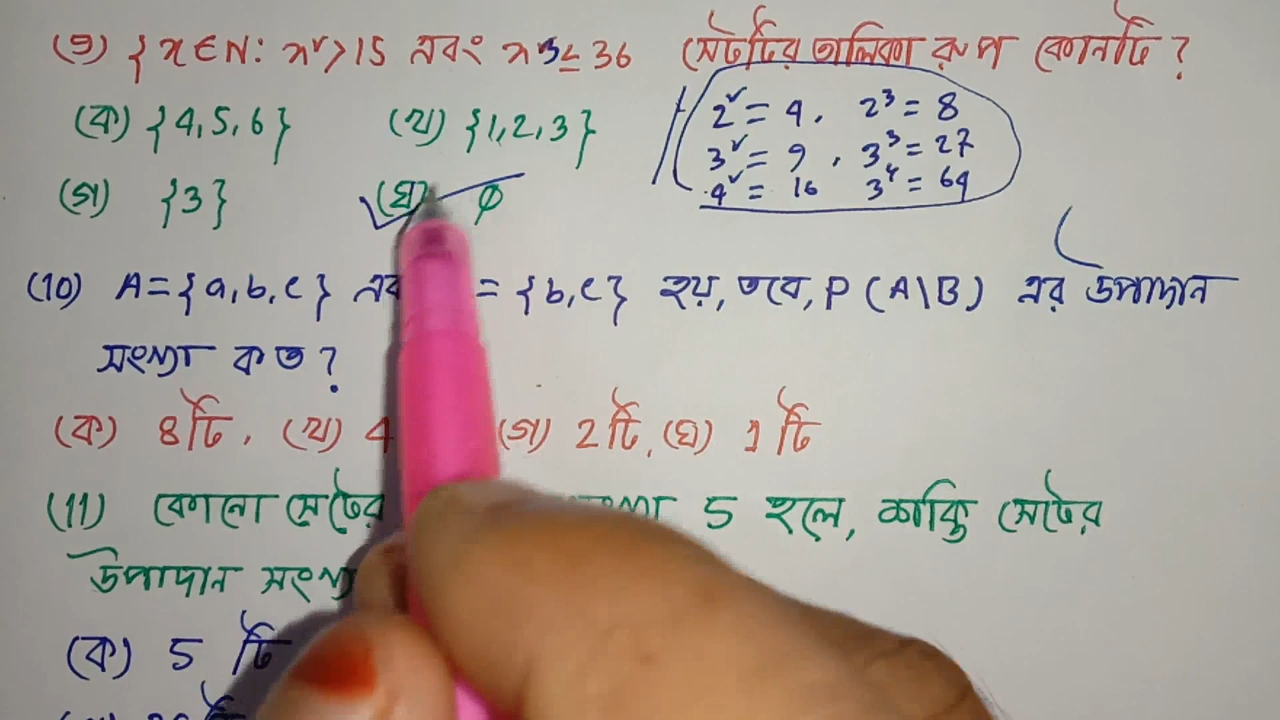 (9) {x∈N: x²>15 এবং x³≤36 সেটটির তালিকা রুপ কোনটি?
(ক) {4,5,6} (খ) {1,2,3}
(গ) {3} (ঘ) φ
2² = 4, 2³ = 8
3² = 9, 3³ = 27
4² = 16 3⁴ = 64
(10) A={a,b,c} এব = {b,c} হয়, তবে, P(A\B) এর উপাদান
সংখ্যা কত?
(ক) 8টি, (খ) 4 (গ) 2টি, (ঘ) 1টি
(11) কোনো সেটের 5 হলে, শক্তি সেটের
উপাদান সংখ্যা
(ক) 5 টি